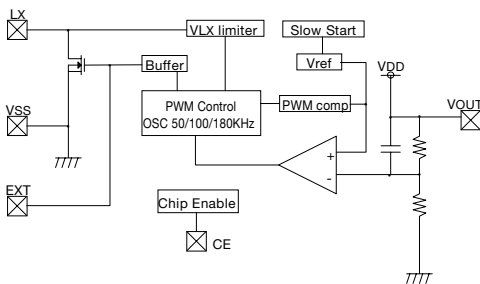 LX
VLX limiter
Slow Start
Buffer
Vref
VDD
PWM Control
OSC 50/100/180KHz
PWM comp
VOUT
VSS
+
-
EXT
Chip Enable
CE